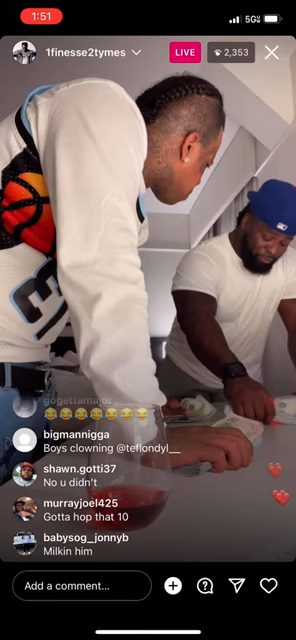 1:51
5G
1finesse2tymes
LIVE
2,353
gogettamajor_
bigmannigga
Boys clowning @teflondyl__
shawn.gotti37
No u didn't
murrayjoel425
Gotta hop that 10
babysog_jonnyb
Milkin him
Add a comment...